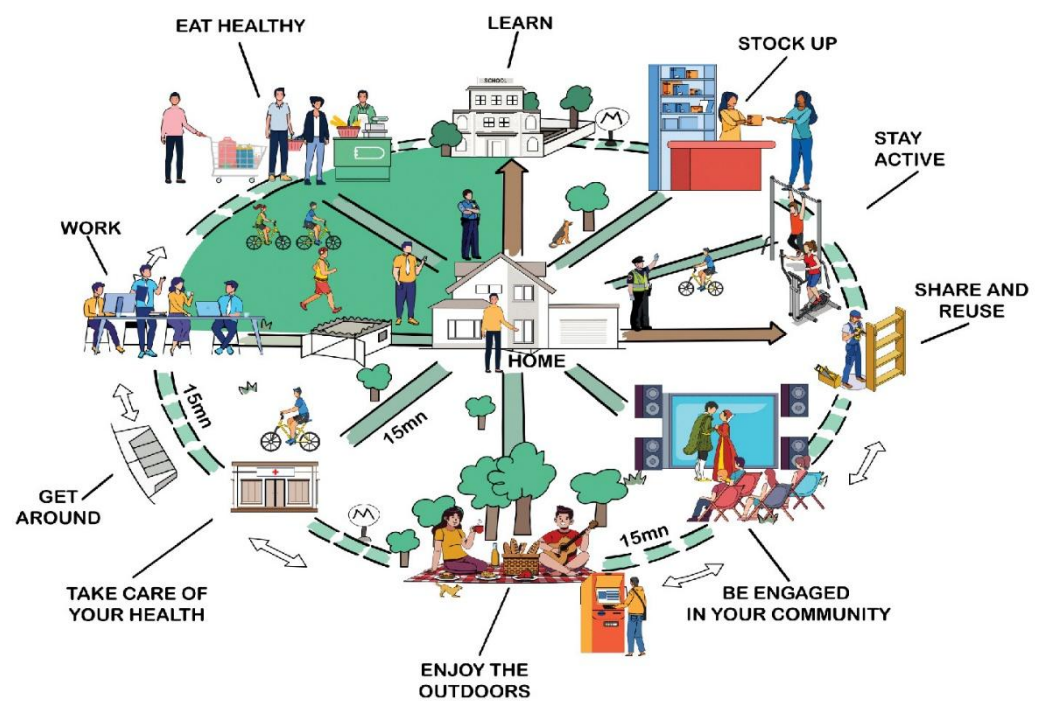 EAT HEALTHY
LEARN
STOCK UP
SCHOOL
M
STAY
ACTIVE
WORK
SHARE AND
REUSE
HOME
15mn
15mn
GET
AROUND
M
15mn
TAKE CARE OF
YOUR HEALTH
BE ENGAGED
IN YOUR COMMUNITY
ENJOY THE
OUTDOORS